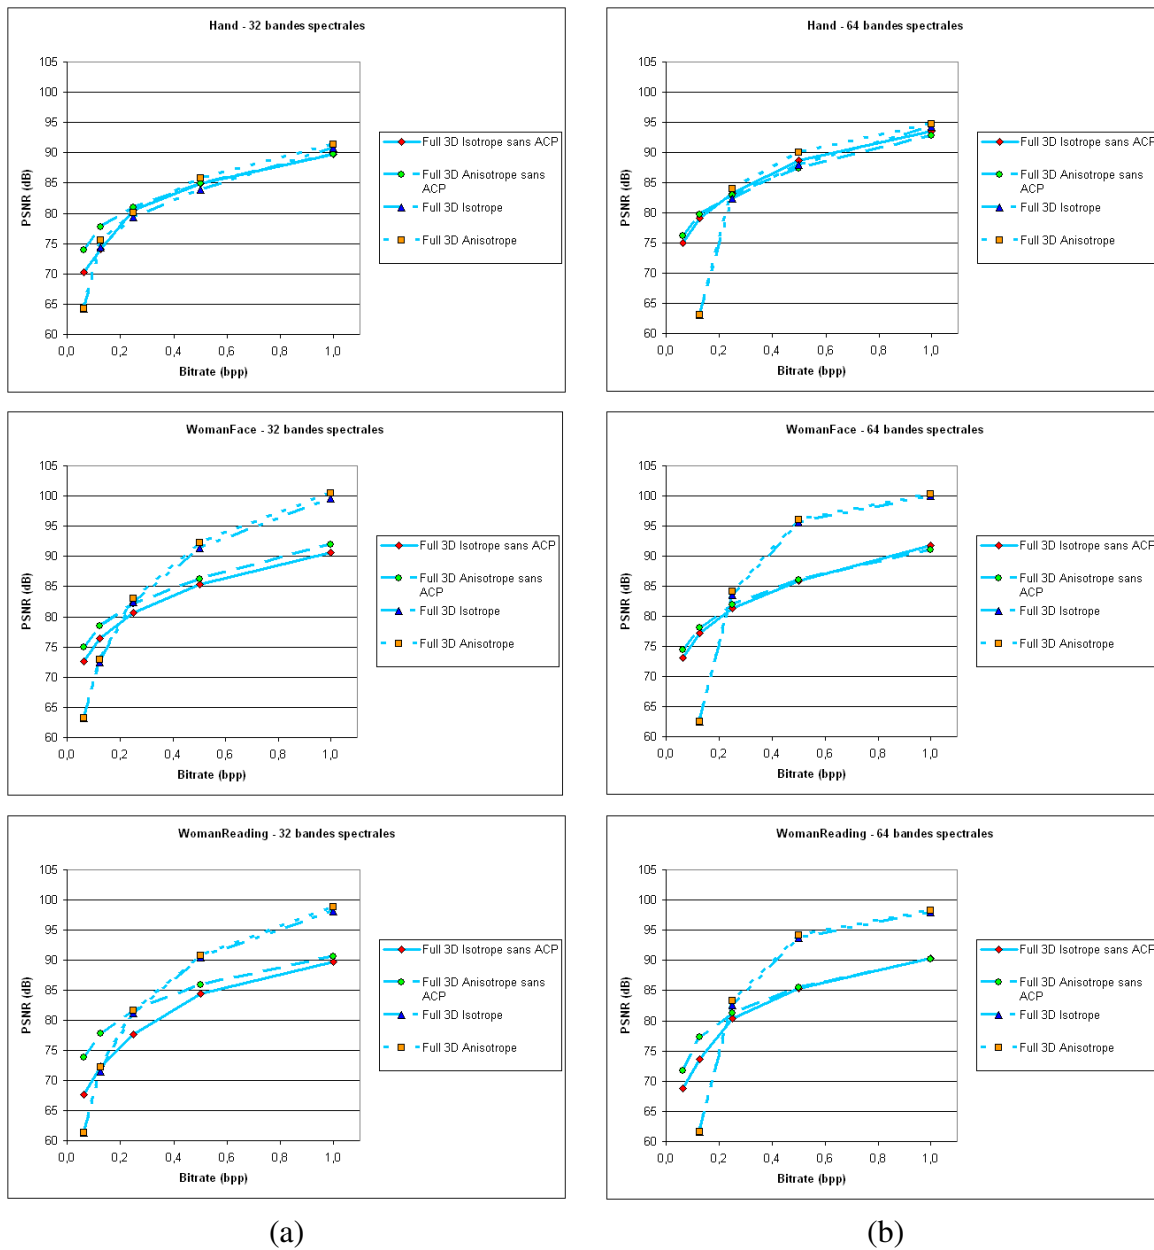 Hand - 32 bandes spectrales
105
100
95
90
85
80
75
70
65
60
PSNR (dB)
0,0 0,2 0,4 0,6 0,8 1,0
Bitrate (bpp)
Full 3D Isotrope sans ACP
Full 3D Anisotrope sans
ACP
Full 3D Isotrope
Full 3D Anisotrope
Hand - 64 bandes spectrales
105
100
95
90
85
80
75
70
65
60
PSNR (dB)
0,0 0,2 0,4 0,6 0,8 1,0
Bitrate (bpp)
Full 3D Isotrope sans ACP
Full 3D Anisotrope sans
ACP
Full 3D Isotrope
Full 3D Anisotrope
WomanFace - 32 bandes spectrales
105
100
95
90
85
80
75
70
65
60
PSNR (dB)
0,0 0,2 0,4 0,6 0,8 1,0
Bitrate (bpp)
Full 3D Isotrope sans ACP
Full 3D Anisotrope sans
ACP
Full 3D Isotrope
Full 3D Anisotrope
WomanFace - 64 bandes spectrales
105
100
95
90
85
80
75
70
65
60
PSNR (dB)
0,0 0,2 0,4 0,6 0,8 1,0
Bitrate (bpp)
Full 3D Isotrope sans ACP
Full 3D Anisotrope sans
ACP
Full 3D Isotrope
Full 3D Anisotrope
WomanReading - 32 bandes spectrales
105
100
95
90
85
80
75
70
65
60
PSNR (dB)
0,0 0,2 0,4 0,6 0,8 1,0
Bitrate (bpp)
Full 3D Isotrope sans ACP
Full 3D Anisotrope sans
ACP
Full 3D Isotrope
Full 3D Anisotrope
WomanReading - 64 bandes spectrales
105
100
95
90
85
80
75
70
65
60
PSNR (dB)
0,0 0,2 0,4 0,6 0,8 1,0
Bitrate (bpp)
Full 3D Isotrope sans ACP
Full 3D Anisotrope sans
ACP
Full 3D Isotrope
Full 3D Anisotrope
(a) (b)